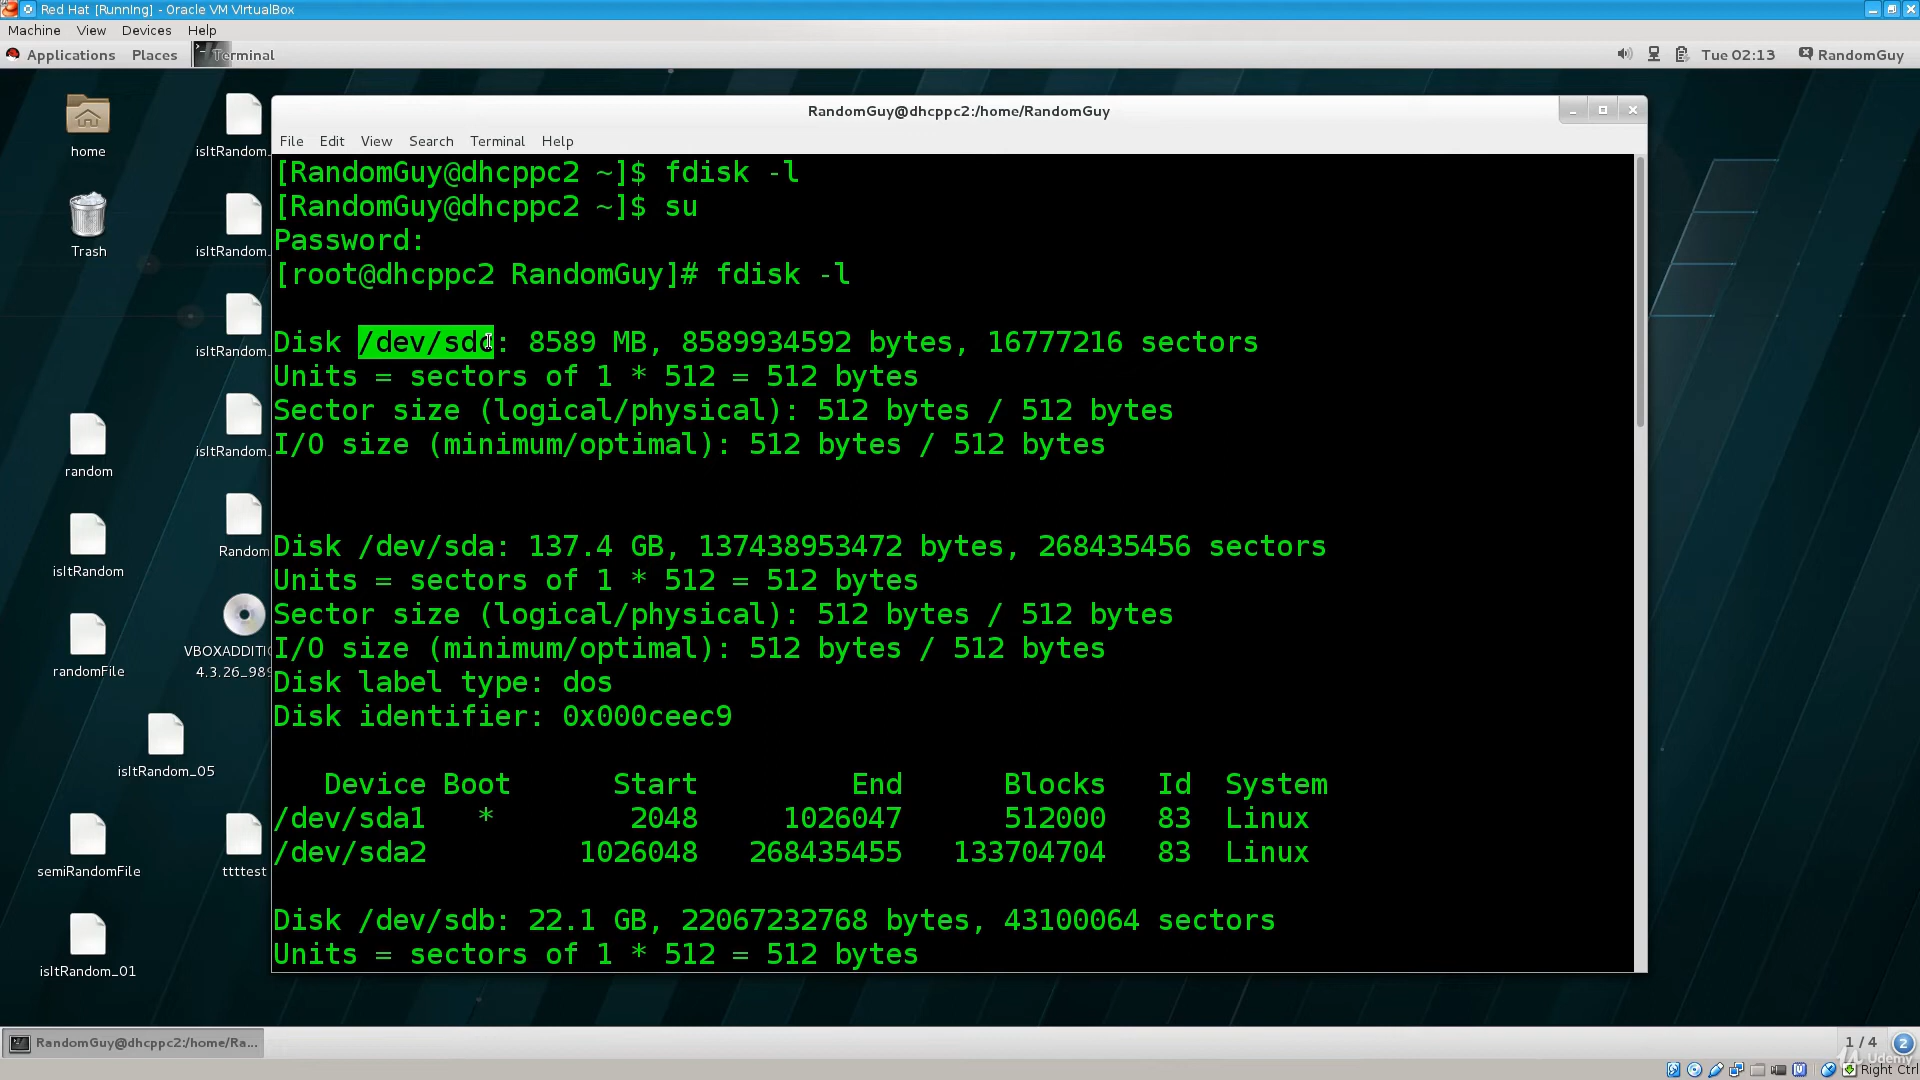 Red Hat [Running] - Oracle VM VirtualBox
Machine View Devices Help
Applications Places Terminal Tue 02:13 RandomGuy
RandomGuy@dhcppc2:/home/RandomGuy
File Edit View Search Terminal Help
[RandomGuy@dhcppc2 ~]$ fdisk -l
[RandomGuy@dhcppc2 ~]$ su
Password:
[root@dhcppc2 RandomGuy]# fdisk -l
Disk /dev/sdc: 8589 MB, 8589934592 bytes, 16777216 sectors
Units = sectors of 1 * 512 = 512 bytes
Sector size (logical/physical): 512 bytes / 512 bytes
I/O size (minimum/optimal): 512 bytes / 512 bytes
Disk /dev/sda: 137.4 GB, 137438953472 bytes, 268435456 sectors
Units = sectors of 1 * 512 = 512 bytes
Sector size (logical/physical): 512 bytes / 512 bytes
I/O size (minimum/optimal): 512 bytes / 512 bytes
Disk label type: dos
Disk identifier: 0x000ceec9
Device Boot Start End Blocks Id System
/dev/sda1 * 2048 1026047 512000 83 Linux
/dev/sda2 1026048 268435455 133704704 83 Linux
Disk /dev/sdb: 22.1 GB, 22067232768 bytes, 43100064 sectors
Units = sectors of 1 * 512 = 512 bytes
home
isItRandom
Trash
isItRandom
isItRandom
random
isItRandom
isItRandom
Random
randomFile
VBOXADDITIO
4.3.26_989
isItRandom_05
semiRandomFile
ttttest
isItRandom_01
RandomGuy@dhcppc2:/home/Ra...
1 / 4
2
Udemy
Right Ctrl